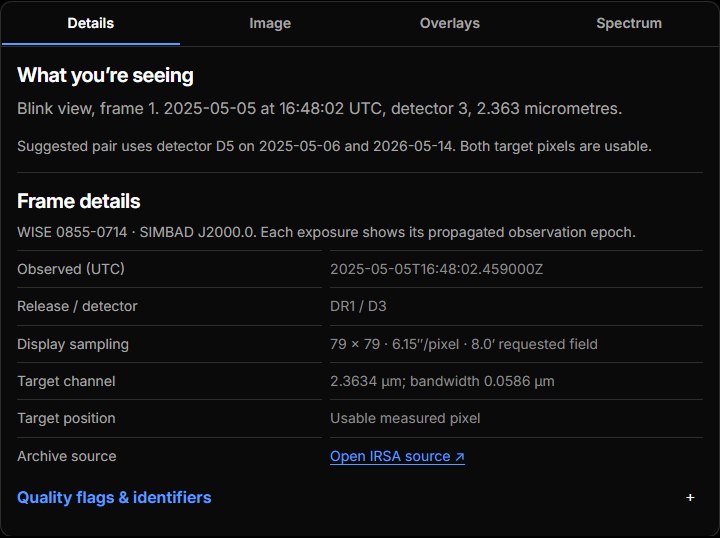 Details Image Overlays Spectrum
What you’re seeing
Blink view, frame 1. 2025-05-05 at 16:48:02 UTC, detector 3, 2.363 micrometres.
Suggested pair uses detector D5 on 2025-05-06 and 2026-05-14. Both target pixels are usable.
Frame details
WISE 0855-0714 · SIMBAD J2000.0. Each exposure shows its propagated observation epoch.
Observed (UTC) 2025-05-05T16:48:02.459000Z
Release / detector DR1 / D3
Display sampling 79 × 79 · 6.15″/pixel · 8.0′ requested field
Target channel 2.3634 µm; bandwidth 0.0586 µm
Target position Usable measured pixel
Archive source Open IRSA source ↗
Quality flags & identifiers +